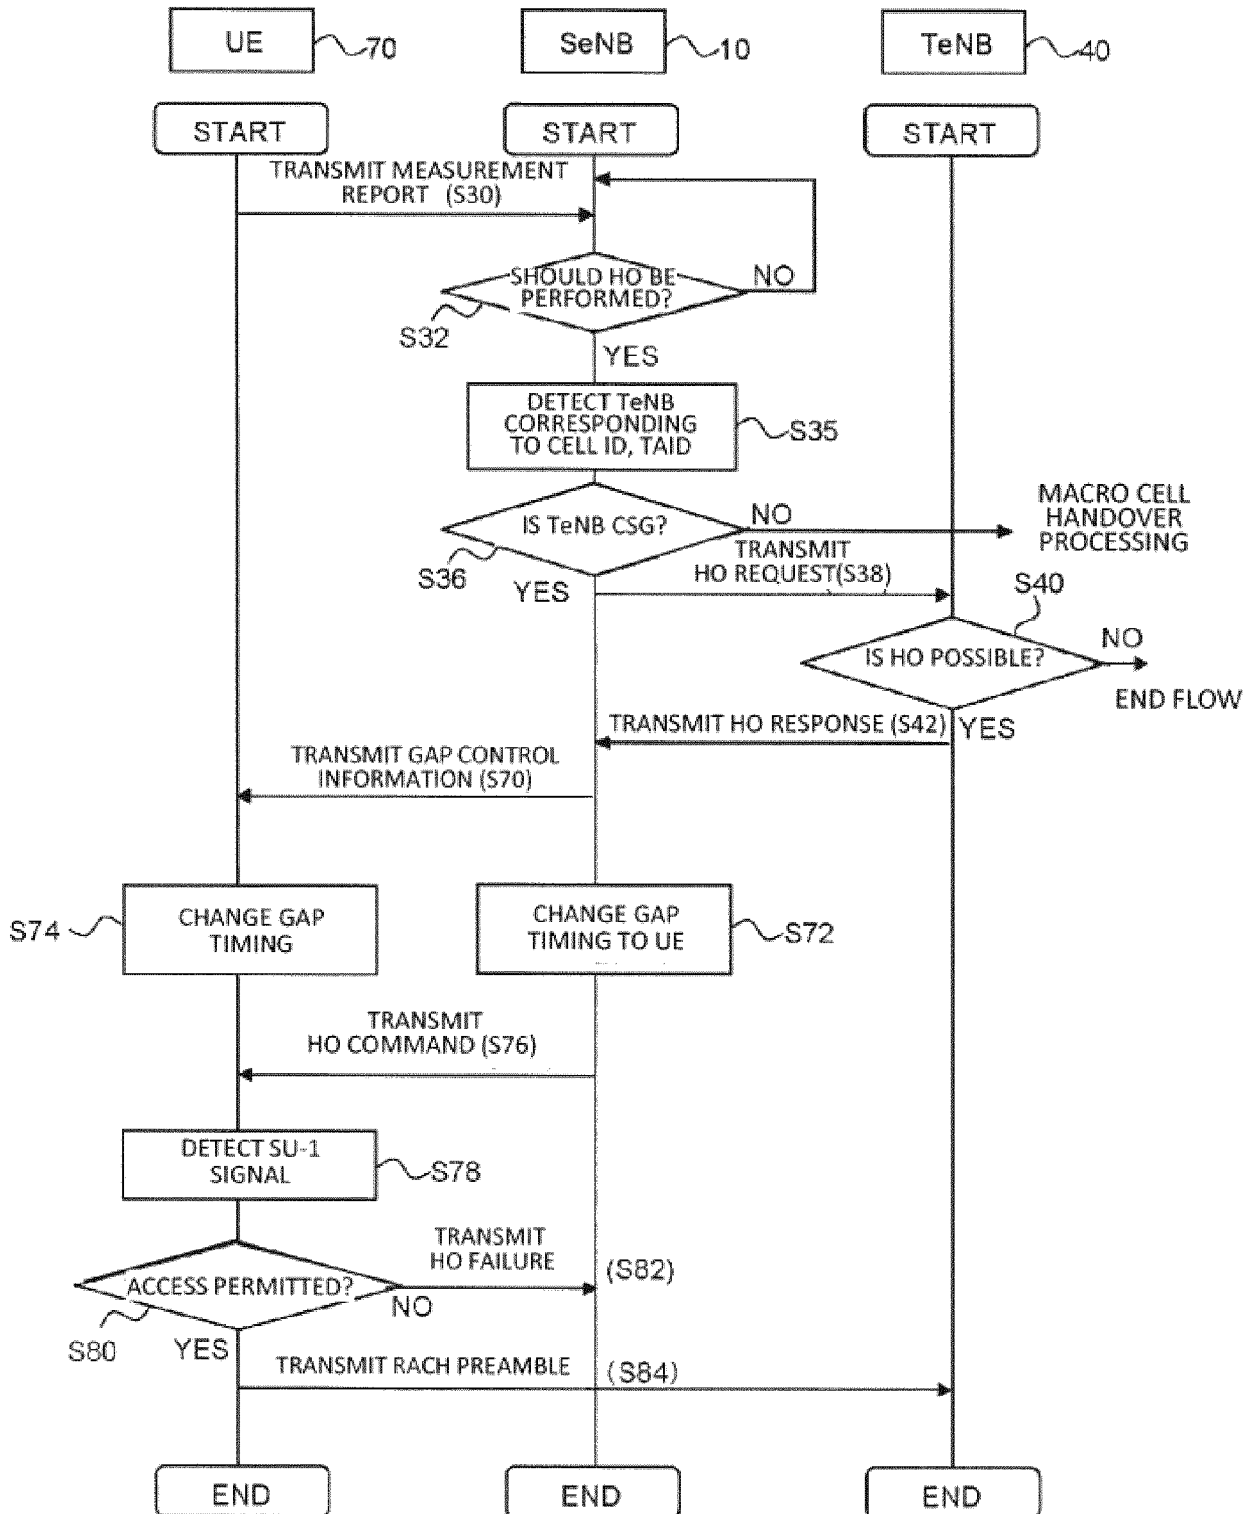 UE
70
SeNB
10
TeNB
40
START
START
START
TRANSMIT MEASUREMENT
REPORT (S30)
SHOULD HO BE
PERFORMED?
NO
S32
YES
DETECT TeNB
CORRESPONDING
TO CELL ID, TAID
S35
IS TeNB CSG?
NO
MACRO CELL
HANDOVER
PROCESSING
S36
YES
TRANSMIT
HO REQUEST(S38)
S40
IS HO POSSIBLE?
NO
END FLOW
TRANSMIT HO RESPONSE (S42)
YES
TRANSMIT GAP CONTROL
INFORMATION (S70)
S74
CHANGE GAP
TIMING
CHANGE GAP
TIMING TO UE
S72
TRANSMIT
HO COMMAND (S76)
DETECT SU-1
SIGNAL
S78
TRANSMIT
HO FAILURE
(S82)
ACCESS PERMITTED?
NO
S80
YES
TRANSMIT RACH PREAMBLE
(S84)
END
END
END